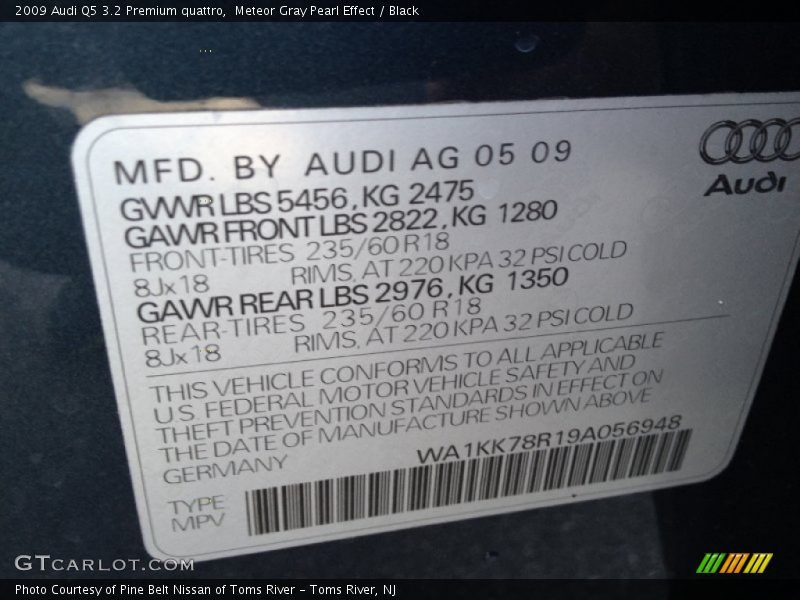 2009 Audi Q5 3.2 Premium quattro,  Meteor Gray Pearl Effect / Black
MFD. BY AUDI AG 05 09
Audi
GVWR LBS 5456, KG 2475
GAWR FRONT LBS 2822, KG 1280
FRONT-TIRES 235/60 R18
8Jx18 RIMS, AT 220 KPA 32 PSI COLD
GAWR REAR LBS 2976, KG 1350
REAR-TIRES 235/60 R18
8Jx18 RIMS, AT 220 KPA 32 PSI COLD
THIS VEHICLE CONFORMS TO ALL APPLICABLE
U.S. FEDERAL MOTOR VEHICLE SAFETY AND
THEFT PREVENTION STANDARDS IN EFFECT ON
THE DATE OF MANUFACTURE SHOWN ABOVE
GERMANY WA1KK78R19A056948
TYPE
MPV
GTCARLOT.COM
Photo Courtesy of Pine Belt Nissan of Toms River – Toms River, NJ